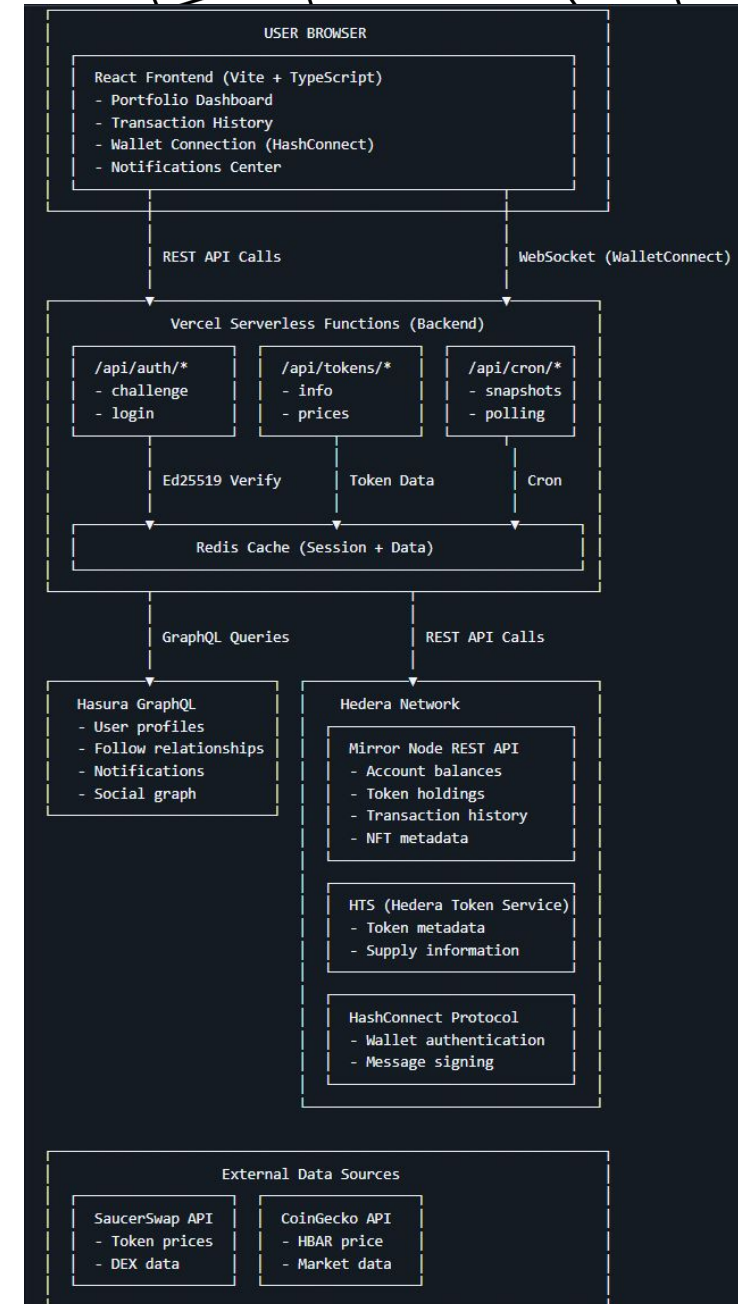 USER BROWSER
React Frontend (Vite + TypeScript)
- Portfolio Dashboard
- Transaction History
- Wallet Connection (HashConnect)
- Notifications Center
REST API Calls
WebSocket (WalletConnect)
Vercel Serverless Functions (Backend)
/api/auth/*
- challenge
- login
/api/tokens/*
- info
- prices
/api/cron/*
- snapshots
- polling
Ed25519 Verify
Token Data
Cron
Redis Cache (Session + Data)
GraphQL Queries
REST API Calls
Hasura GraphQL
- User profiles
- Follow relationships
- Notifications
- Social graph
Hedera Network
Mirror Node REST API
- Account balances
- Token holdings
- Transaction history
- NFT metadata
HTS (Hedera Token Service)
- Token metadata
- Supply information
HashConnect Protocol
- Wallet authentication
- Message signing
External Data Sources
SaucerSwap API
- Token prices
- DEX data
CoinGecko API
- HBAR price
- Market data